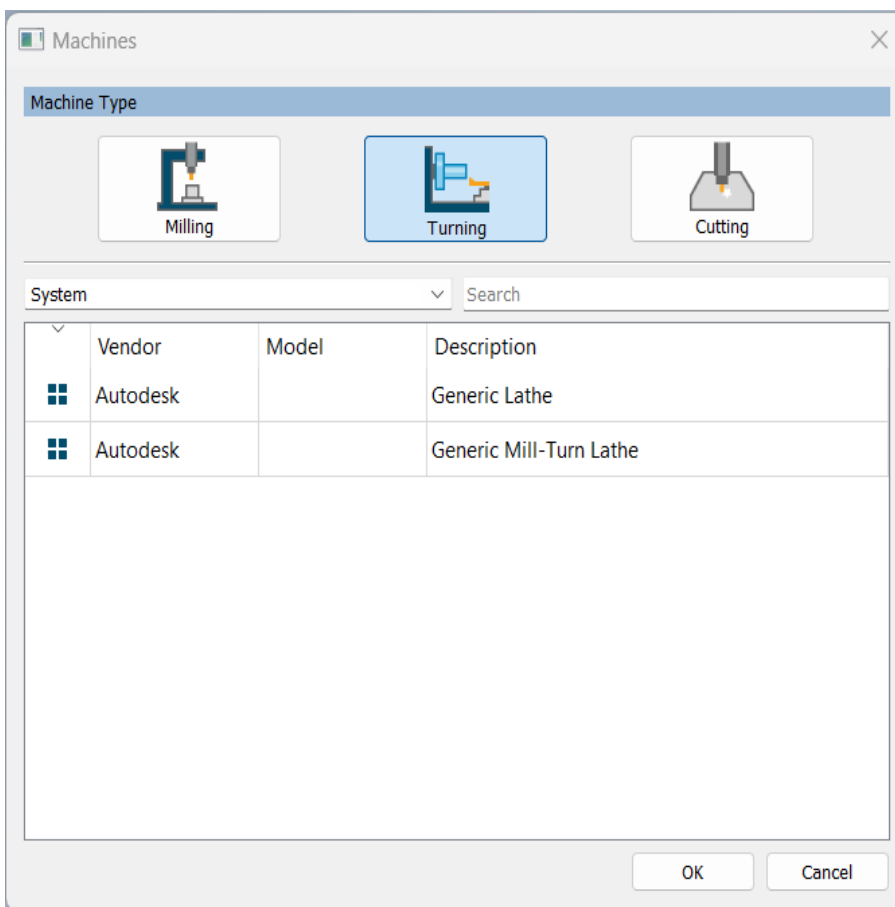 Machines
Machine Type
Milling Turning Cutting
System Search
Vendor Model Description
Autodesk Generic Lathe
Autodesk Generic Mill-Turn Lathe
OK Cancel